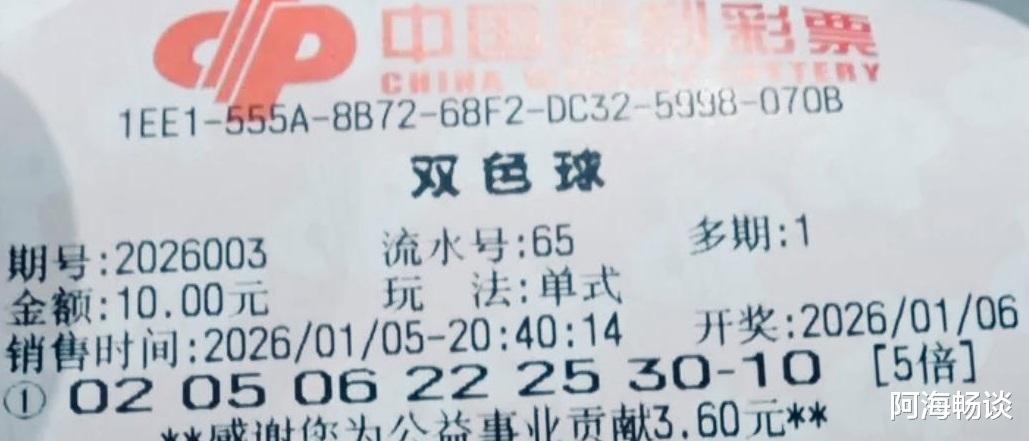 中国福利彩票
CHINA WELFARE LOTTERY
1EE1-555A-8B72-68F2-DC32-5998-070B
双色球
期号:2026003 流水号:65 多期:1
金额:10.00元 玩 法:单式
销售时间:2026/01/05-20:40:14 开奖:2026/01/06
① 02 05 06 22 25 30-10 [5倍]
**感谢您为公益事业贡献3.60元**
阿海畅谈